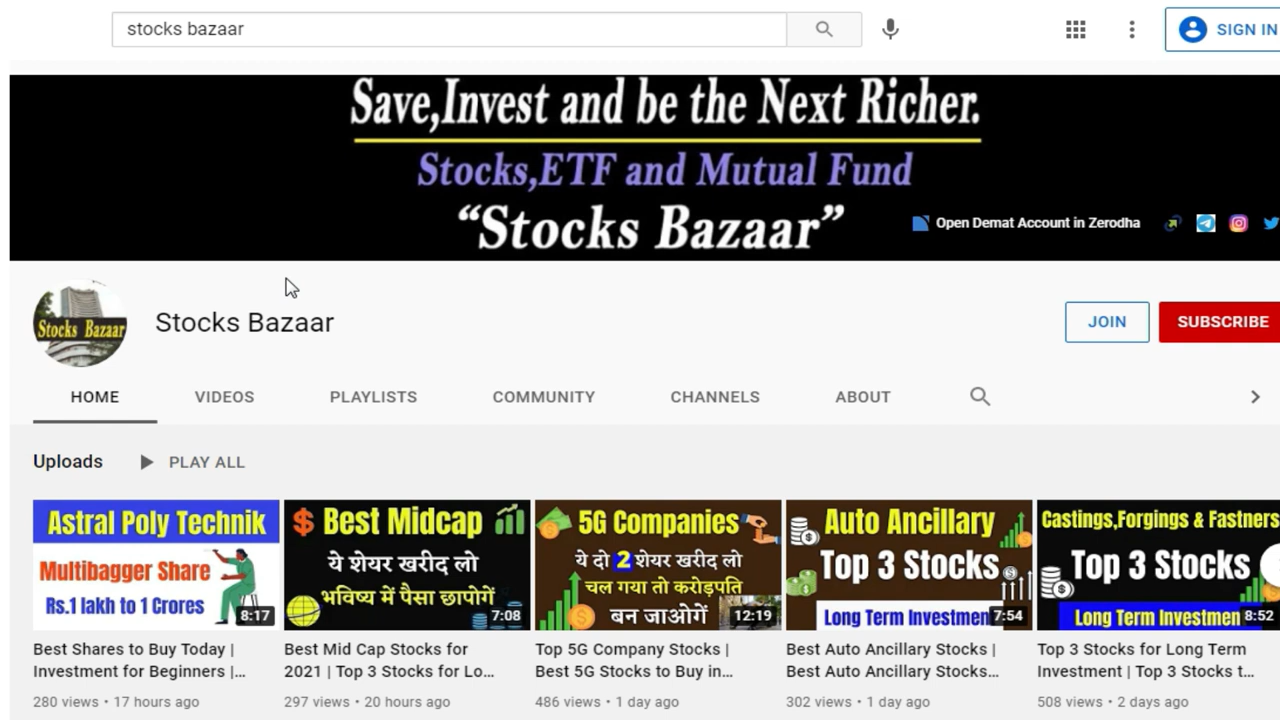 stocks bazaar
SIGN IN
Save,Invest and be the Next Richer.
Stocks,ETF and Mutual Fund
“Stocks Bazaar”
Open Demat Account in Zerodha
Stocks Bazaar
Stocks Bazaar
JOIN
SUBSCRIBE
HOME
VIDEOS
PLAYLISTS
COMMUNITY
CHANNELS
ABOUT
Uploads
PLAY ALL
Astral Poly Technik
Multibagger Share
Rs.1 lakh to 1 Crores
8:17
Best Shares to Buy Today |
Investment for Beginners |...
280 views • 17 hours ago
$ Best Midcap
ये शेयर खरीद लो
भविष्य में पैसा छापोगें
7:08
Best Mid Cap Stocks for
2021 | Top 3 Stocks for Lo...
297 views • 20 hours ago
5G Companies
ये दो 2 शेयर खरीद लो
चल गया तो करोड़पति
बन जाओगें
12:19
Top 5G Company Stocks |
Best 5G Stocks to Buy in...
486 views • 1 day ago
Auto Ancillary
Top 3 Stocks
Long Term Investmen
7:54
Best Auto Ancillary Stocks |
Best Auto Ancillary Stocks...
302 views • 1 day ago
Castings,Forgings & Fastners
Top 3 Stocks
Long Term Investmen
8:52
Top 3 Stocks for Long Term
Investment | Top 3 Stocks t...
508 views • 2 days ago